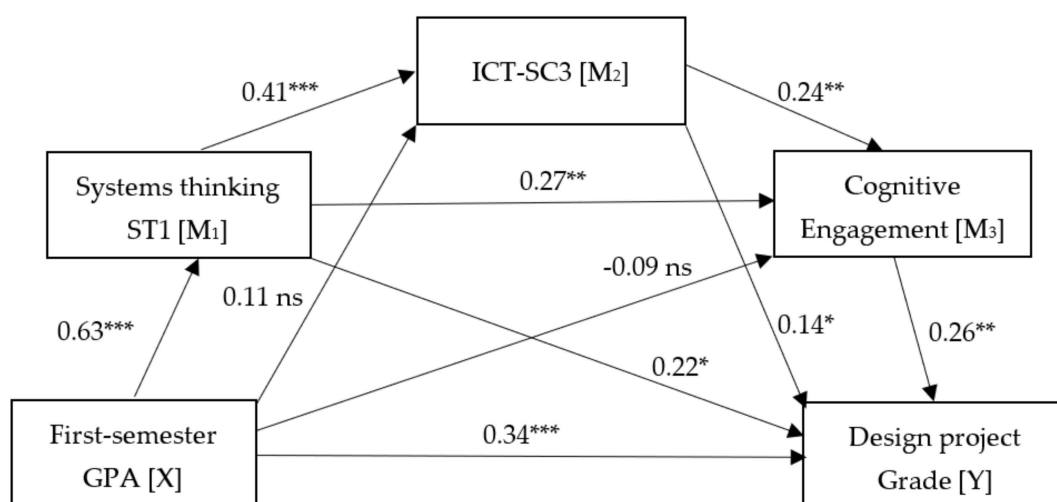 ICT-SC3 [M2]
0.41***
0.24**
Systems thinking
ST1 [M1]
0.27**
Cognitive
Engagement [M3]
0.11 ns
-0.09 ns
0.63***
0.14*
0.26**
0.22*
First-semester
GPA [X]
0.34***
Design project
Grade [Y]